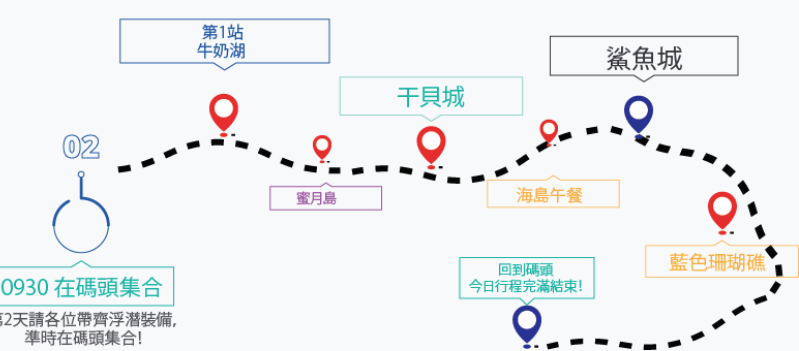 第1站
牛奶湖
鯊魚城
干貝城
02
蜜月島
海島午餐
藍色珊瑚礁
0930 在碼頭集合
第2天請各位帶齊浮潛裝備,
準時在碼頭集合!
回到碼頭
今日行程完滿結束!